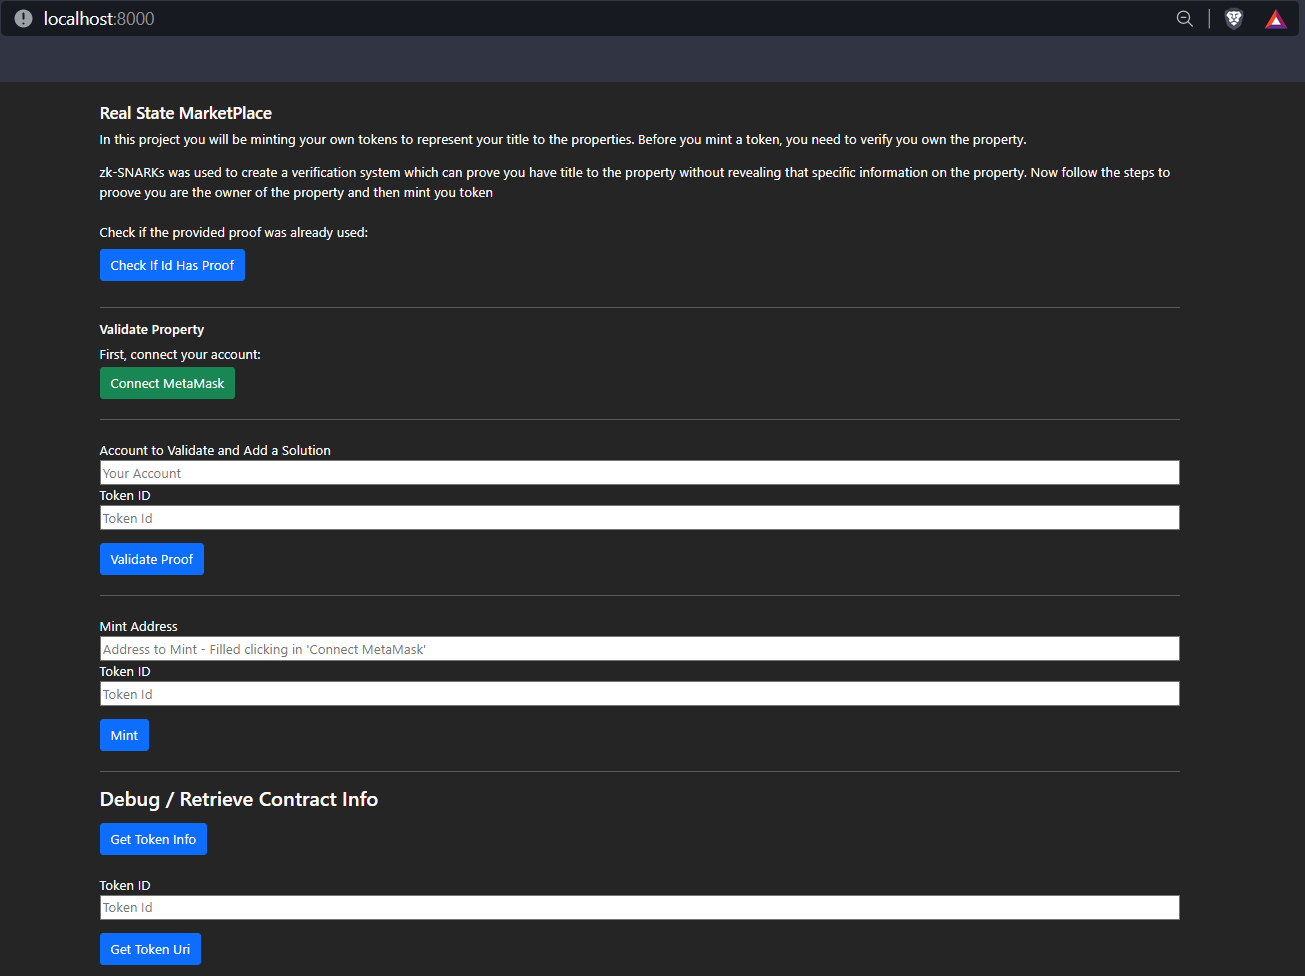 localhost:8000
Real State MarketPlace
In this project you will be minting your own tokens to represent your title to the properties. Before you mint a token, you need to verify you own the property.
zk-SNARKs was used to create a verification system which can prove you have title to the property without revealing that specific information on the property. Now follow the steps to
proove you are the owner of the property and then mint you token
Check if the provided proof was already used:
Check If Id Has Proof
Validate Property
First, connect your account:
Connect MetaMask
Account to Validate and Add a Solution
Your Account
Token ID
Token Id
Validate Proof
Mint Address
Address to Mint - Filled clicking in 'Connect MetaMask'
Token ID
Token Id
Mint
Debug / Retrieve Contract Info
Get Token Info
Token ID
Token Id
Get Token Uri